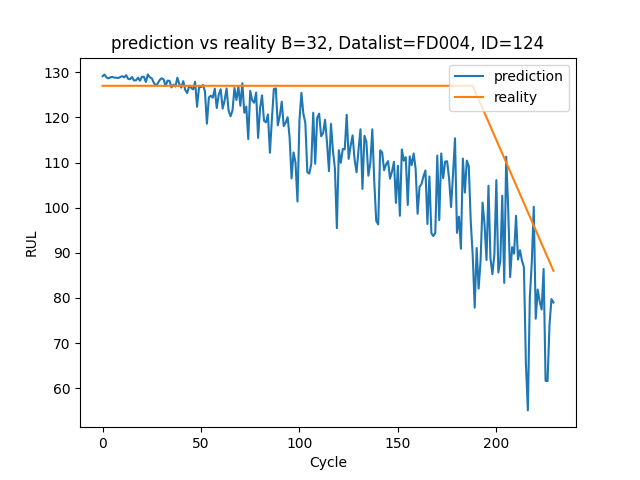 prediction vs reality B=32, Datalist=FD004, ID=124
prediction
reality
RUL
130
120
110
100
90
80
70
60
0
50
100
150
200
Cycle